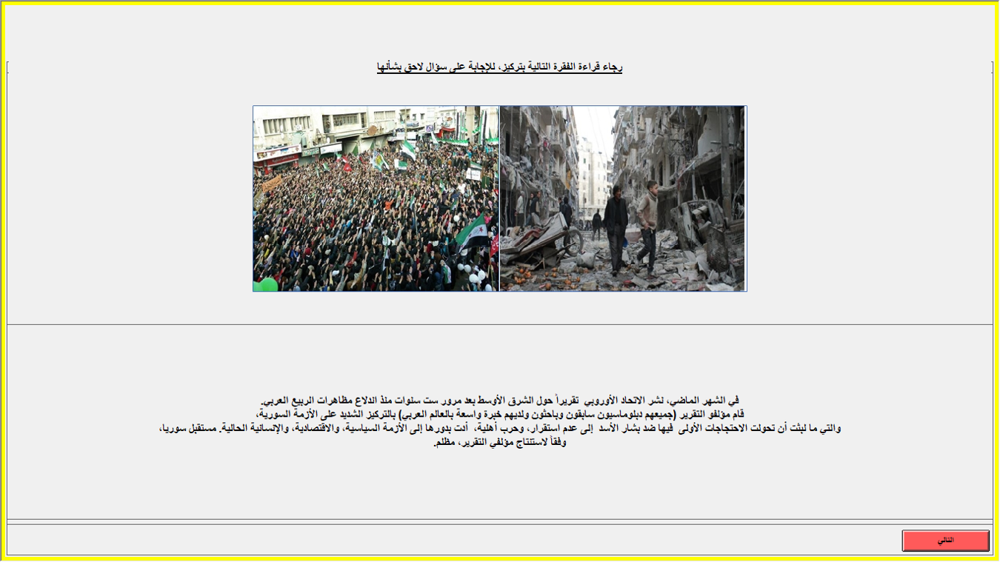 رجاء قراءة الفقرة التالية بتركيز، للإجابة على سؤال لاحق بشأنها
في الشهر الماضي، نشر الاتحاد الأوروبي تقريراً حول الشرق الأوسط بعد مرور ست سنوات منذ اندلاع مظاهرات الربيع العربي.
قام مؤلفو التقرير (جميعهم دبلوماسيون سابقون وباحثون ولديهم خبرة واسعة بالعالم العربي) بالتركيز الشديد على الأزمة السورية،
والتي ما لبثت أن تحولت الاحتجاجات الأولى فيها ضد بشار الأسد إلى عدم استقرار، وحرب أهلية، أدت بدورها إلى الأزمة السياسية، والاقتصادية، والإنسانية الحالية. مستقبل سوريا،
وفقاً لاستنتاج مؤلفي التقرير، مظلم.
التالي